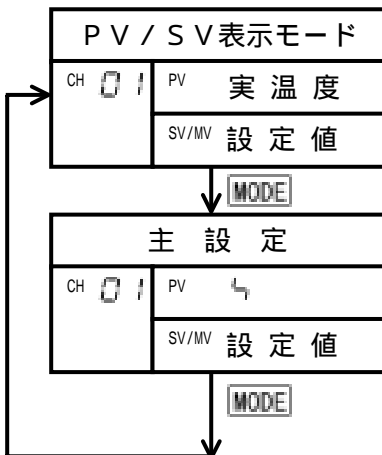 PV/SV表示モード
CH 01 PV 実温度
SV/MV 設定値
MODE
主設定
CH 01 PV
SV/MV 設定値
MODE